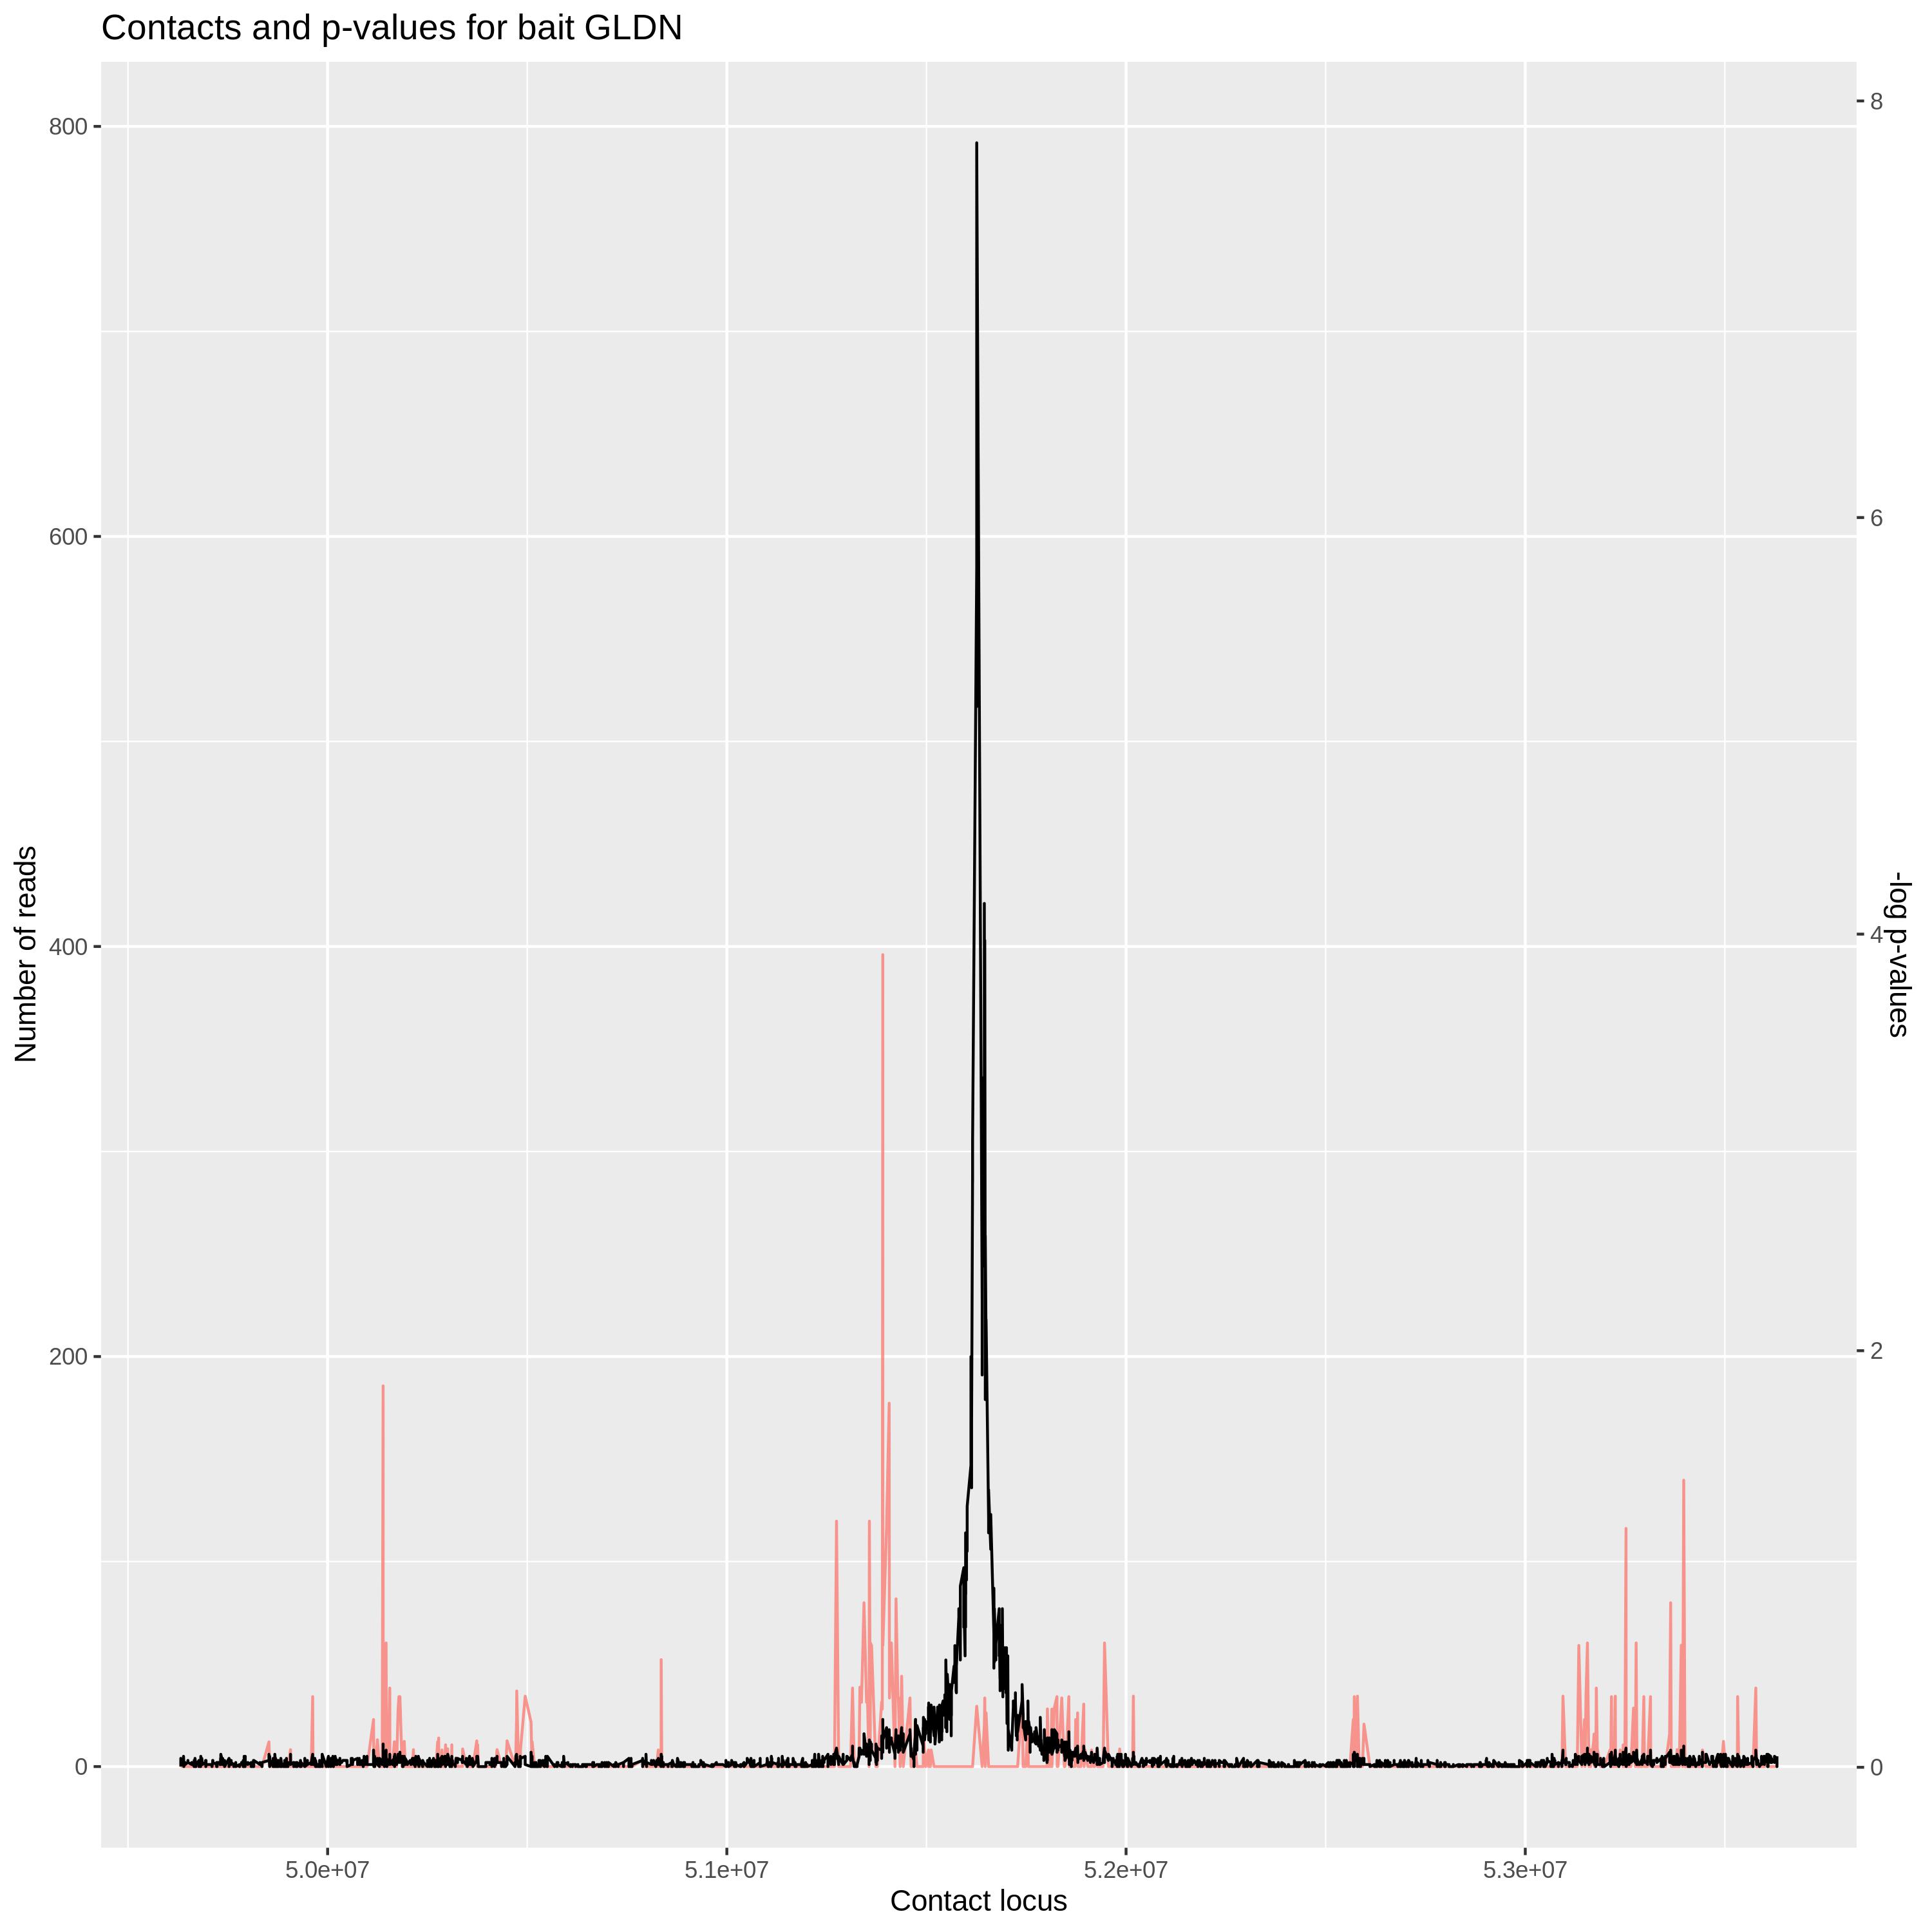 Contacts and p-values for bait GLDN
800
600
400
200
0
Number of reads
8
6
4
2
0
-log p-values
5.0e+07
5.1e+07
5.2e+07
5.3e+07
Contact locus